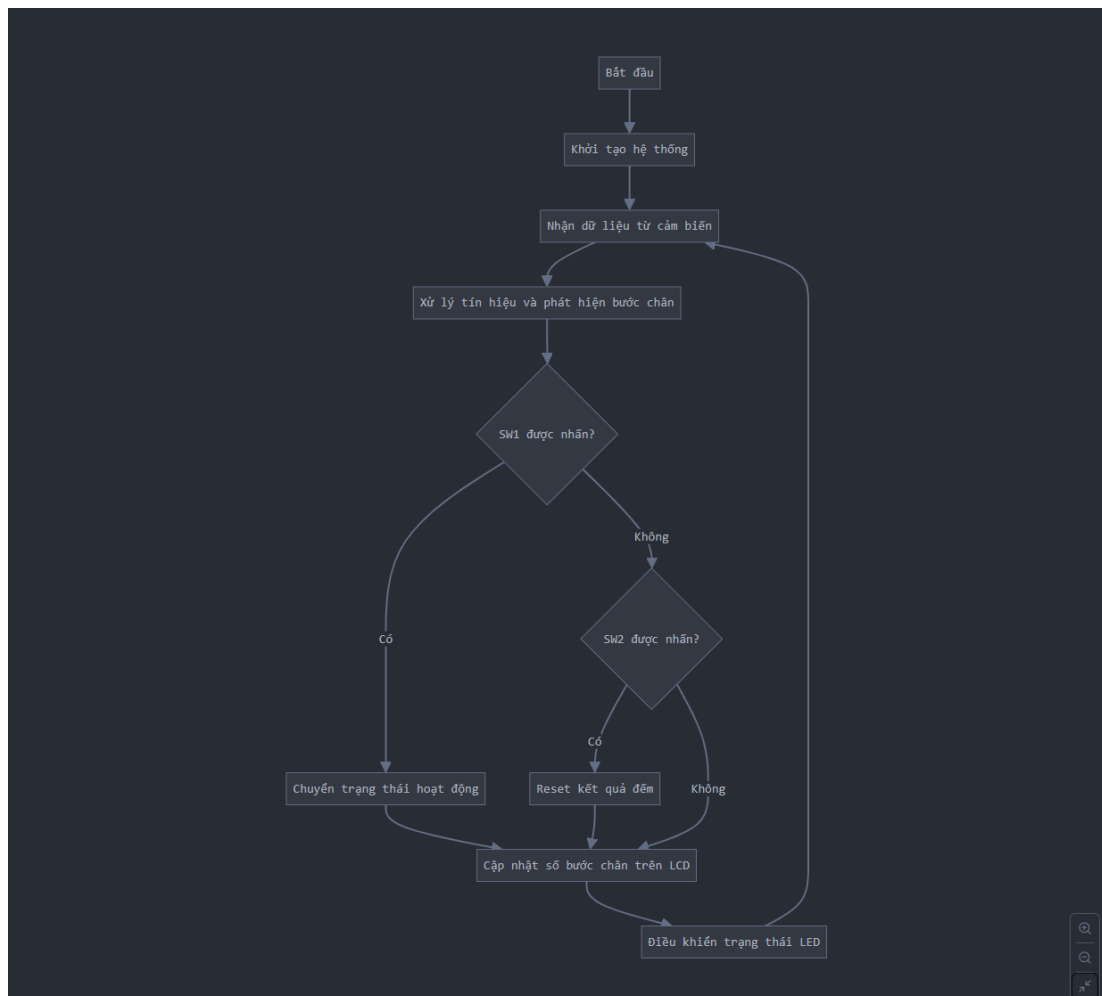 Bắt đầu
Khởi tạo hệ thống
Nhận dữ liệu từ cảm biến
Xử lý tín hiệu và phát hiện bước chân
SW1 được nhấn?
Không
Có
SW2 được nhấn?
Có
Chuyển trạng thái hoạt động
Reset kết quả đếm
Không
Cập nhật số bước chân trên LCD
Điều khiển trạng thái LED